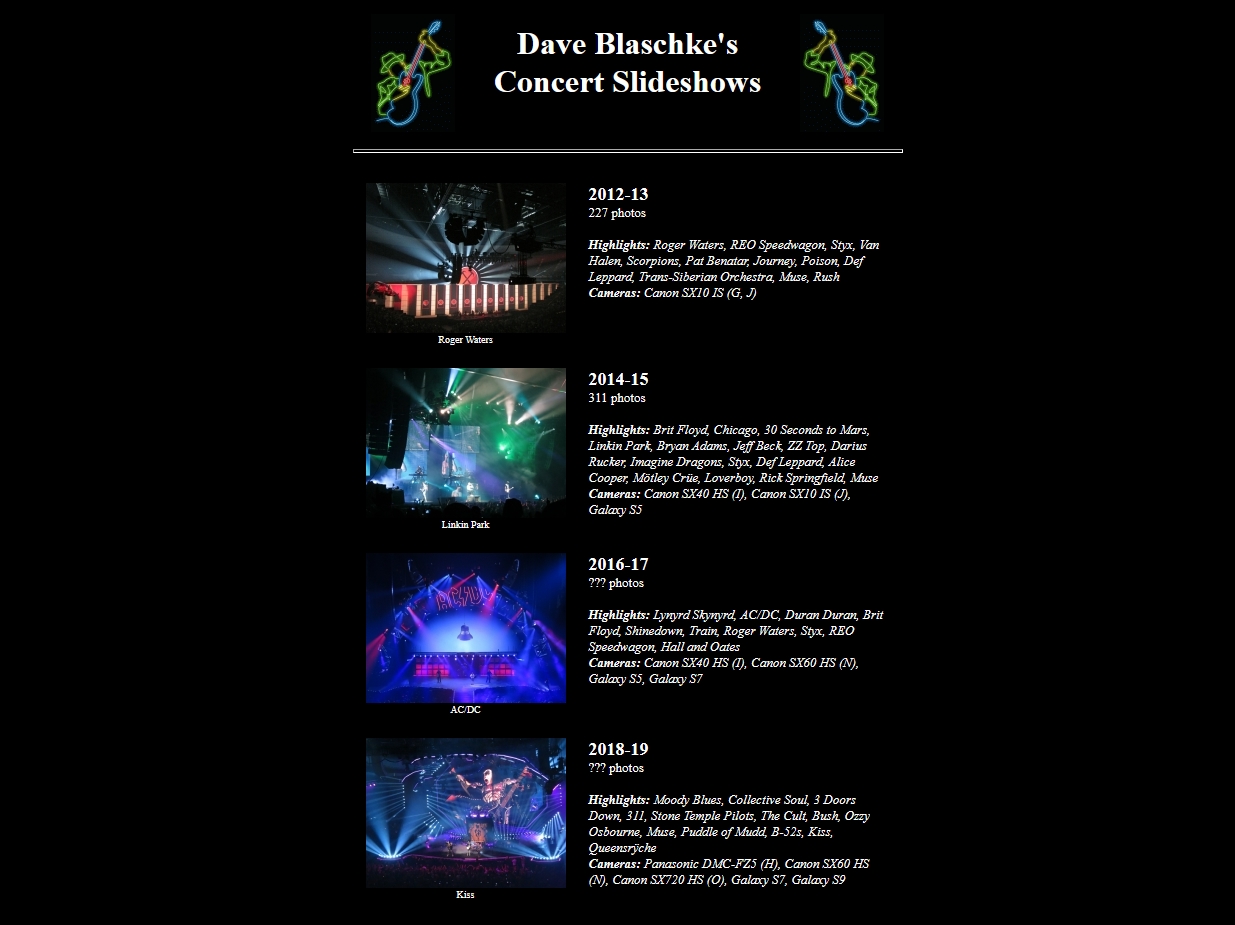 Dave Blaschke's
Concert Slideshows
2012-13
227 photos
Highlights: Roger Waters, REO Speedwagon, Styx, Van
Halen, Scorpions, Pat Benatar, Journey, Poison, Def
Leppard, Trans-Siberian Orchestra, Muse, Rush
Cameras: Canon SX10 IS (G, J)
Roger Waters
2014-15
311 photos
Highlights: Brit Floyd, Chicago, 30 Seconds to Mars,
Linkin Park, Bryan Adams, Jeff Beck, ZZ Top, Darius
Rucker, Imagine Dragons, Styx, Def Leppard, Alice
Cooper, Mötley Crüe, Loverboy, Rick Springfield, Muse
Cameras: Canon SX40 HS (I), Canon SX10 IS (J),
Galaxy S5
Linkin Park
2016-17
??? photos
Highlights: Lynyrd Skynyrd, AC/DC, Duran Duran, Brit
Floyd, Shinedown, Train, Roger Waters, Styx, REO
Speedwagon, Hall and Oates
Cameras: Canon SX40 HS (I), Canon SX60 HS (N),
Galaxy S5, Galaxy S7
AC/DC
AC/DC
2018-19
??? photos
Highlights: Moody Blues, Collective Soul, 3 Doors
Down, 311, Stone Temple Pilots, The Cult, Bush, Ozzy
Osbourne, Muse, Puddle of Mudd, B-52s, Kiss,
Queensrÿche
Cameras: Panasonic DMC-FZ5 (H), Canon SX60 HS
(N), Canon SX720 HS (O), Galaxy S7, Galaxy S9
Kiss